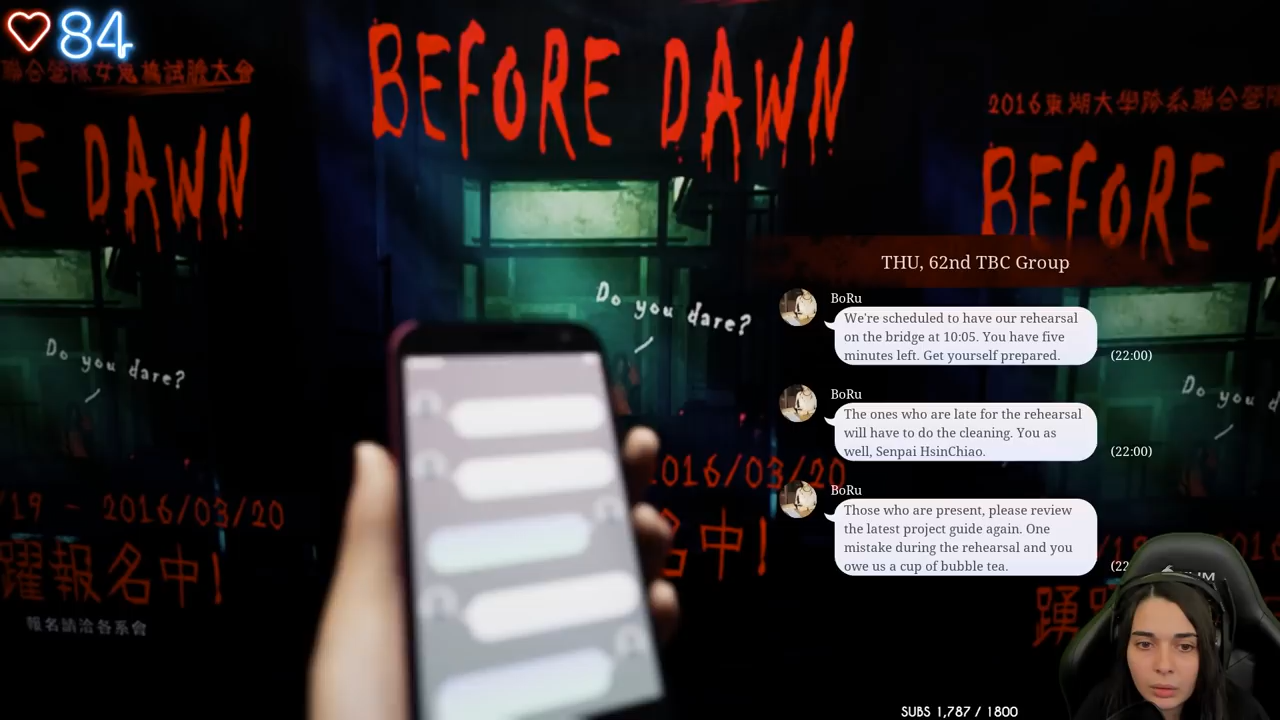 84
聯合營隊女鬼橋試膽大會
E DAWN
Do you dare?
/19 - 2016/03/20
躍報名中!
報名請洽各系會
BEFORE DAWN
Do you dare?
2016/03/20
名中!
2016東湖大學跨系聯合營隊
BEFORE D
Do you d
踴
THU, 62nd TBC Group
BoRu
We're scheduled to have our rehearsal
on the bridge at 10:05. You have five
minutes left. Get yourself prepared.
(22:00)
BoRu
The ones who are late for the rehearsal
will have to do the cleaning. You as
well, Senpai HsinChiao.
(22:00)
BoRu
Those who are present, please review
the latest project guide again. One
mistake during the rehearsal and you
owe us a cup of bubble tea.
(22
SUBS 1,787 / 1800